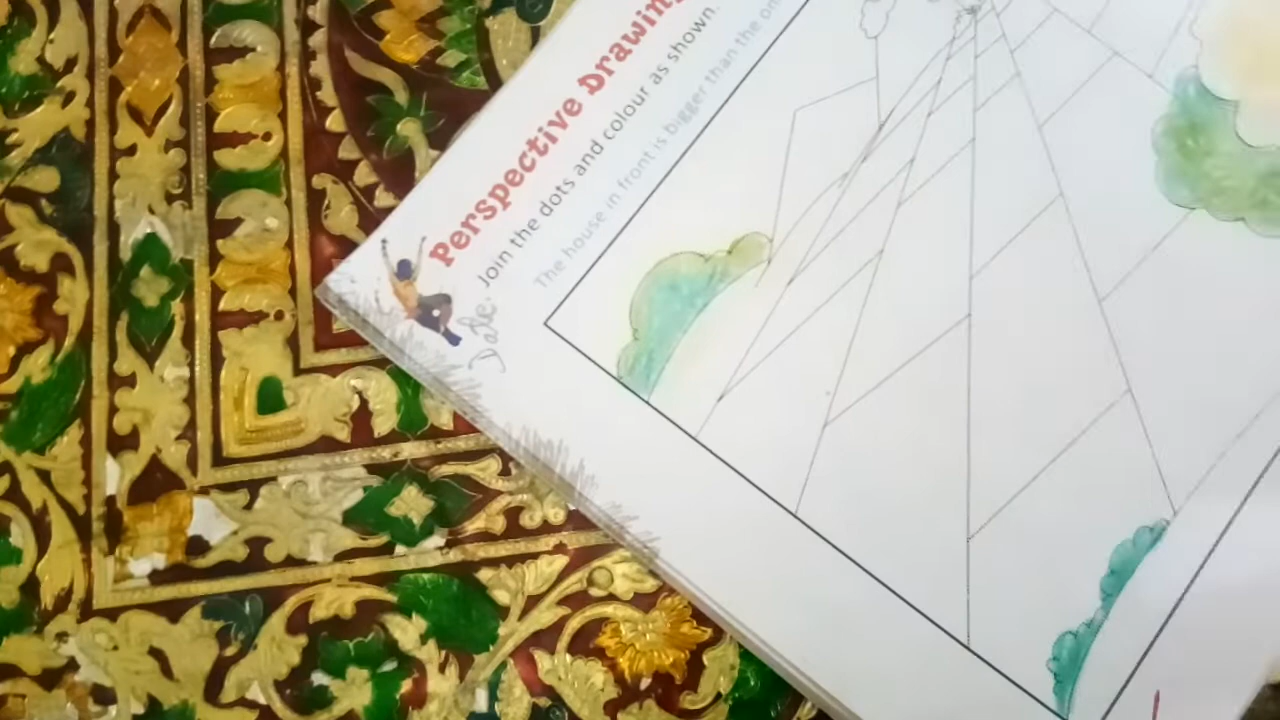 Perspective Drawing
Join the dots and colour as shown.
The house in front is bigger than the
Date.